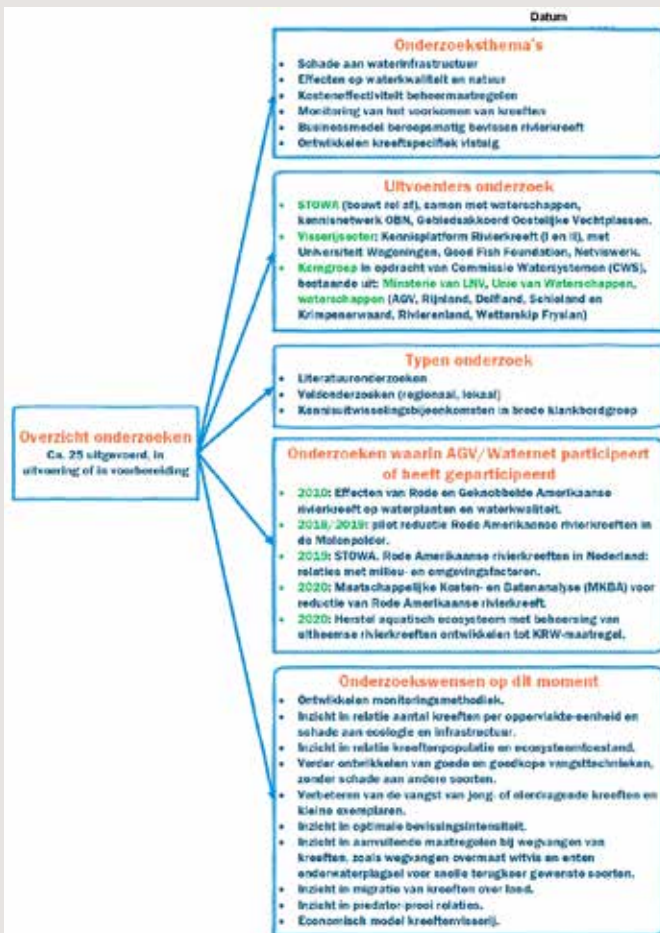 Datum
Onderzoeksthema's
• Schade aan waterinfrastructuur
• Effecten op waterkwaliteit en natuur
• Kosteneffectiviteit beheermaatregelen
• Monitoring van het voorkomen van kreeften
• Businessmodel beroepsmatig bevissen rivierkreeft
• Ontwikkelen kreeftspecifiek vistuig
Uitvoerders onderzoek
• STOWA (bouwt rel af), samen met waterschappen,
kennisnetwerk OBN, Gebiedsakkoord Oostelijke Vechtplassen.
• Visserijsector: Kennisplatform Rivierkreeft (I en II), met
Universiteit Wageningen, Good Fish Foundation, Netviswerk.
• Kerngroep in opdracht van Commissie Watersystemen (CWS),
bestaande uit: Ministerie van LNV, Unie van Waterschappen,
waterschappen (AGV, Rijnland, Delfland, Schieland en
Krimpenerwaard, Rivierenland, Wetterskip Fryslan)
Typen onderzoek
• Literatuuronderzoeken
• Veldonderzoeken (regionaal, lokaal)
• Kennisuitwisselingsbijeenkomsten in brede klankbordgroep
Overzicht onderzoeken
Ca. 25 uitgevoerd, in
uitvoering of in voorbereiding
Onderzoeken waarin AGV/Waternet participeert
of heeft geparticipeerd
• 2010: Effecten van Rode en Geknobbelde Amerikaanse
rivierkreeft op waterplanten en waterkwaliteit.
• 2018/2019: pilot reductie Rode Amerikaanse rivierkreeften in
de Molenpolder.
• 2019: STOWA. Rode Amerikaanse rivierkreeften in Nederland:
relaties met milieu- en omgevingsfactoren.
• 2020: Maatschappelijke Kosten- en Batenanalyse (MKBA) voor
reductie van Rode Amerikaanse rivierkreeft.
• 2020: Herstel aquatisch ecosysteem met beheersing van
uitheemse rivierkreeften ontwikkelen tot KRW-maatregel.
Onderzoekswensen op dit moment
• Ontwikkelen monitoringsmethodiek.
• Inzicht in relatie aantal kreeften per oppervlakte-eenheid en
schade aan ecologie en infrastructuur.
• Inzicht in relatie kreeftenpopulatie en ecosysteemtoestand.
• Verder ontwikkelen van goede en goedkope vangsttechnieken,
zonder schade aan andere soorten.
• Verbeteren van de vangst van jong- of eierdragende kreeften en
kleine exemplaren.
• Inzicht in optimale bevissingsintensiteit.
• Inzicht in aanvullende maatregelen bij wegvangen van
kreeften, zoals wegvangen overmaat witvis en enten
onderwaterplagsel voor snelle terugkeer gewenste soorten.
• Inzicht in migratie van kreeften over land.
• Inzicht in predator-prooi relaties.
• Economisch model kreeftenvisserij.